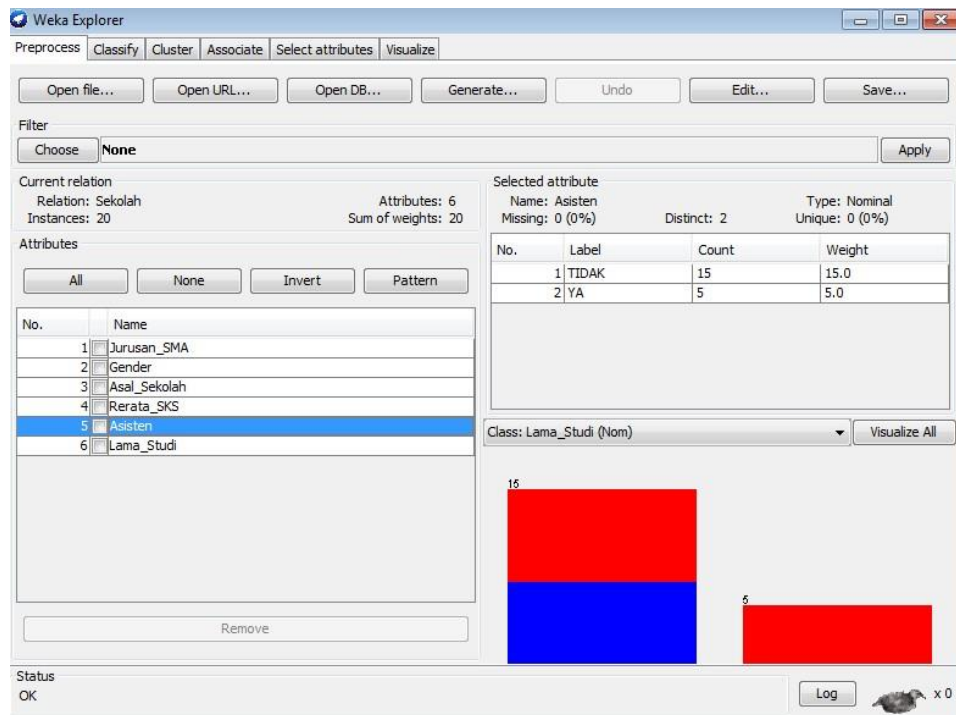 Weka Explorer
Preprocess Classify Cluster Associate Select attributes Visualize
Open file... Open URL... Open DB... Generate... Undo Edit... Save...
Filter
Choose None Apply
Current relation
Relation: Sekolah Attributes: 6
Instances: 20 Sum of weights: 20
Attributes
All None Invert Pattern
No. Name
1 Jurusan_SMA
2 Gender
3 Asal_Sekolah
4 Rerata_SKS
5 Asisten
6 Lama_Studi
Remove
Selected attribute
Name: Asisten Type: Nominal
Missing: 0 (0%) Distinct: 2 Unique: 0 (0%)
No. Label Count Weight
1 TIDAK 15 15.0
2 YA 5 5.0
Class: Lama_Studi (Nom) Visualize All
15
5
Status
OK Log x 0